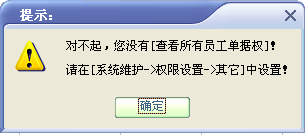 提示：
对不起，您没有[查看所有员工单据权]！
请在[系统维护->权限设置->其它]中设置！
确定